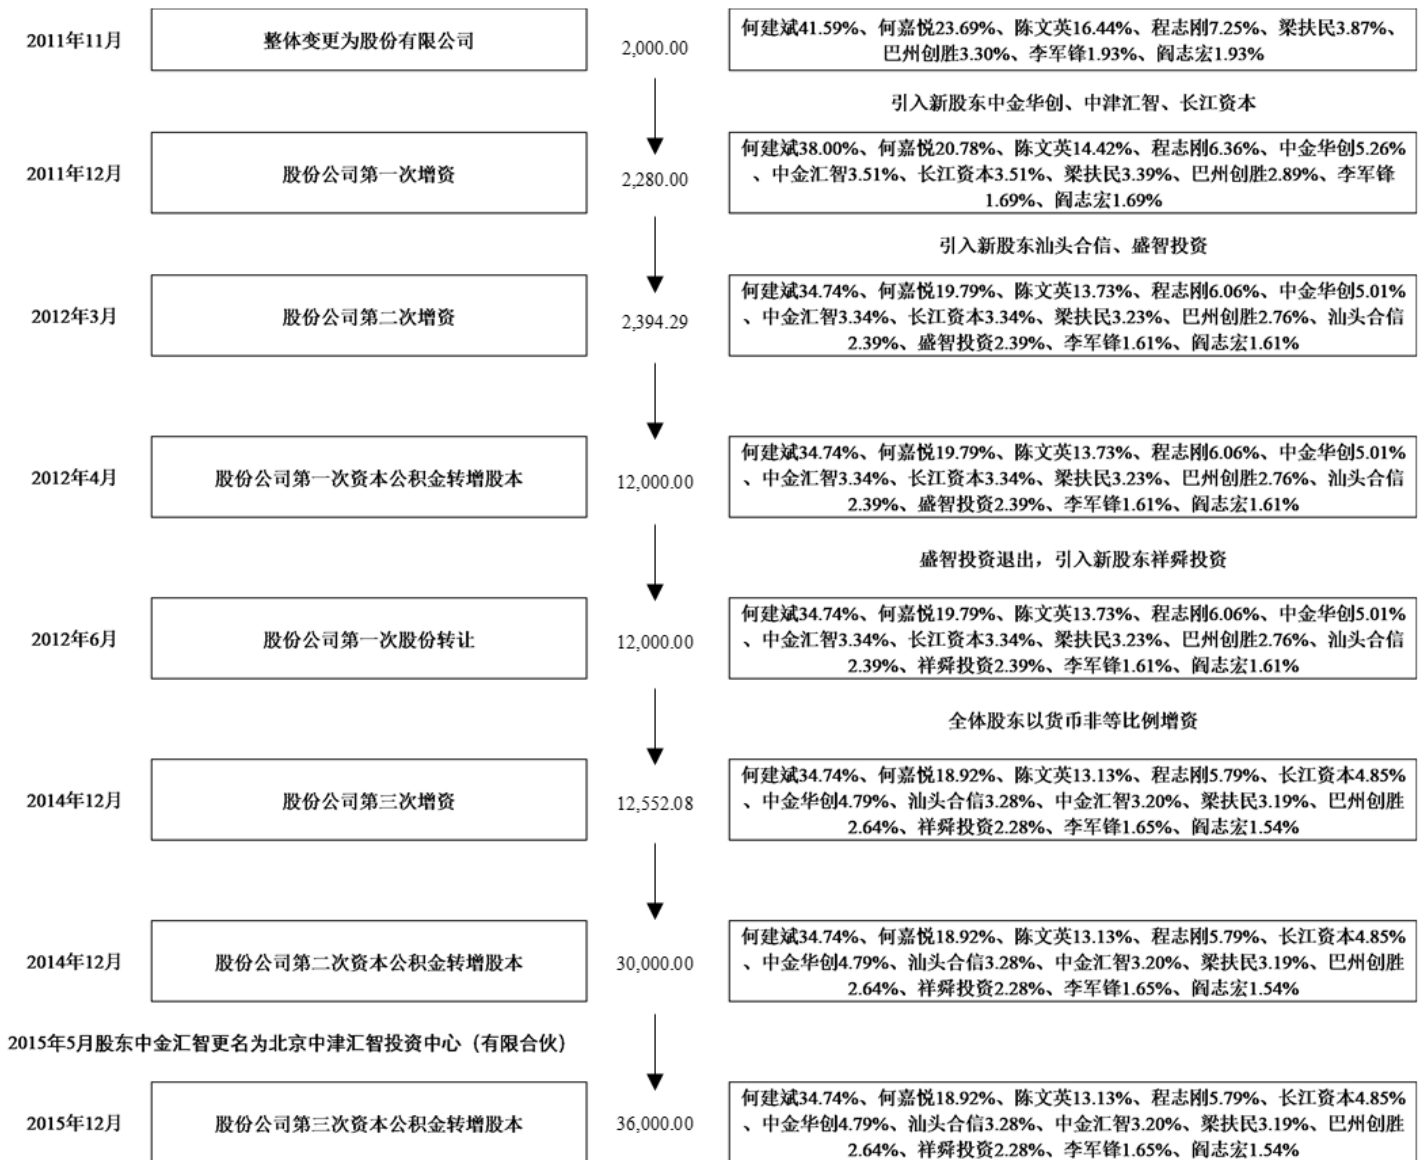 2011年11月
整体变更为股份有限公司
2,000.00
何建斌41.59%、何嘉悦23.69%、陈文英16.44%、程志刚7.25%、梁扶民3.87%、
巴州创胜3.30%、李军锋1.93%、阎志宏1.93%
引入新股东中金华创、中津汇智、长江资本
2011年12月
股份公司第一次增资
2,280.00
何建斌38.00%、何嘉悦20.78%、陈文英14.42%、程志刚6.36%、中金华创5.26%
、中金汇智3.51%、长江资本3.51%、梁扶民3.39%、巴州创胜2.89%、李军锋
1.69%、阎志宏1.69%
引入新股东汕头合信、盛智投资
2012年3月
股份公司第二次增资
2,394.29
何建斌34.74%、何嘉悦19.79%、陈文英13.73%、程志刚6.06%、中金华创5.01%
、中金汇智3.34%、长江资本3.34%、梁扶民3.23%、巴州创胜2.76%、汕头合信
2.39%、盛智投资2.39%、李军锋1.61%、阎志宏1.61%
2012年4月
股份公司第一次资本公积金转增股本
12,000.00
何建斌34.74%、何嘉悦19.79%、陈文英13.73%、程志刚6.06%、中金华创5.01%
、中金汇智3.34%、长江资本3.34%、梁扶民3.23%、巴州创胜2.76%、汕头合信
2.39%、盛智投资2.39%、李军锋1.61%、阎志宏1.61%
盛智投资退出，引入新股东祥舜投资
2012年6月
股份公司第一次股份转让
12,000.00
何建斌34.74%、何嘉悦19.79%、陈文英13.73%、程志刚6.06%、中金华创5.01%
、中金汇智3.34%、长江资本3.34%、梁扶民3.23%、巴州创胜2.76%、汕头合信
2.39%、祥舜投资2.39%、李军锋1.61%、阎志宏1.61%
全体股东以货币非等比例增资
2014年12月
股份公司第三次增资
12,552.08
何建斌34.74%、何嘉悦18.92%、陈文英13.13%、程志刚5.79%、长江资本4.85%
、中金华创4.79%、汕头合信3.28%、中金汇智3.20%、梁扶民3.19%、巴州创胜
2.64%、祥舜投资2.28%、李军锋1.65%、阎志宏1.54%
2014年12月
股份公司第二次资本公积金转增股本
30,000.00
何建斌34.74%、何嘉悦18.92%、陈文英13.13%、程志刚5.79%、长江资本4.85%
、中金华创4.79%、汕头合信3.28%、中金汇智3.20%、梁扶民3.19%、巴州创胜
2.64%、祥舜投资2.28%、李军锋1.65%、阎志宏1.54%
2015年5月股东中金汇智更名为北京中津汇智投资中心（有限合伙）
2015年12月
股份公司第三次资本公积金转增股本
36,000.00
何建斌34.74%、何嘉悦18.92%、陈文英13.13%、程志刚5.79%、长江资本4.85%
、中金华创4.79%、汕头合信3.28%、中金汇智3.20%、梁扶民3.19%、巴州创胜
2.64%、祥舜投资2.28%、李军锋1.65%、阎志宏1.54%